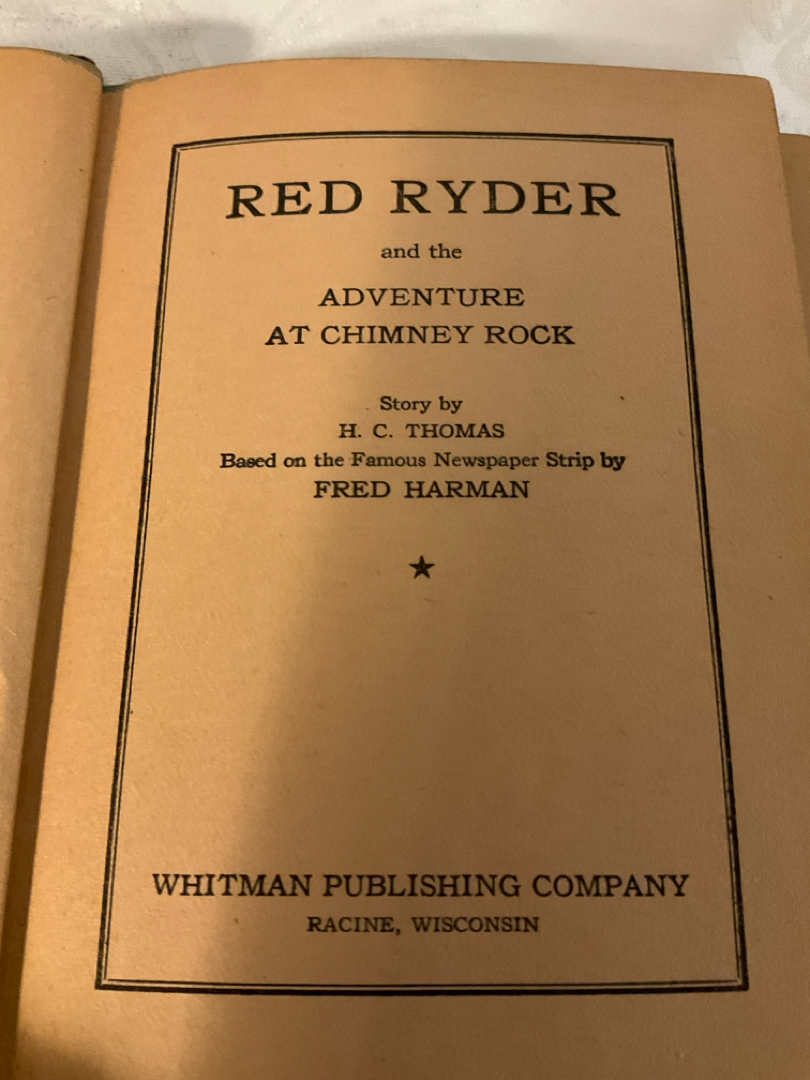 RED RYDER
and the
ADVENTURE
AT CHIMNEY ROCK
Story by
H. C. THOMAS
Based on the Famous Newspaper Strip by
FRED HARMAN
★
WHITMAN PUBLISHING COMPANY
RACINE, WISCONSIN